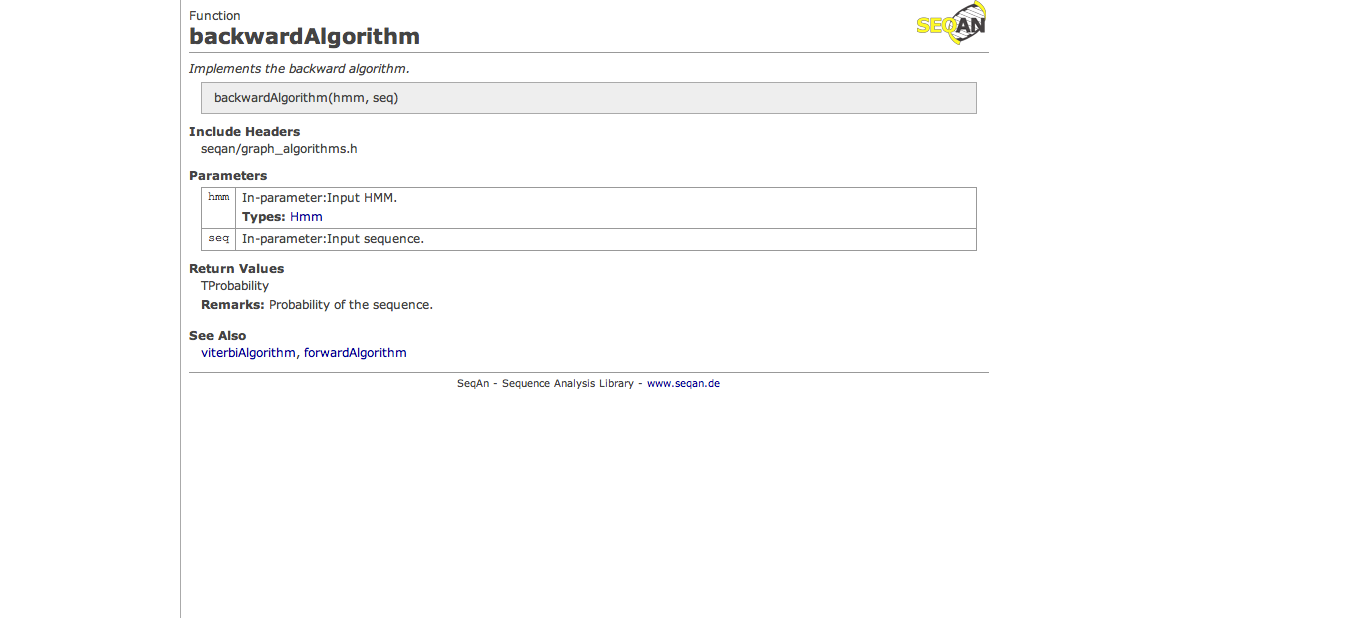 Function
SEQAN
backwardAlgorithm
Implements the backward algorithm.
backwardAlgorithm(hmm, seq)
Include Headers
seqan/graph_algorithms.h
Parameters
hmm In-parameter:Input HMM.
Types: Hmm
seq In-parameter:Input sequence.
Return Values
TProbability
Remarks: Probability of the sequence.
See Also
viterbiAlgorithm, forwardAlgorithm
SeqAn - Sequence Analysis Library - www.seqan.de